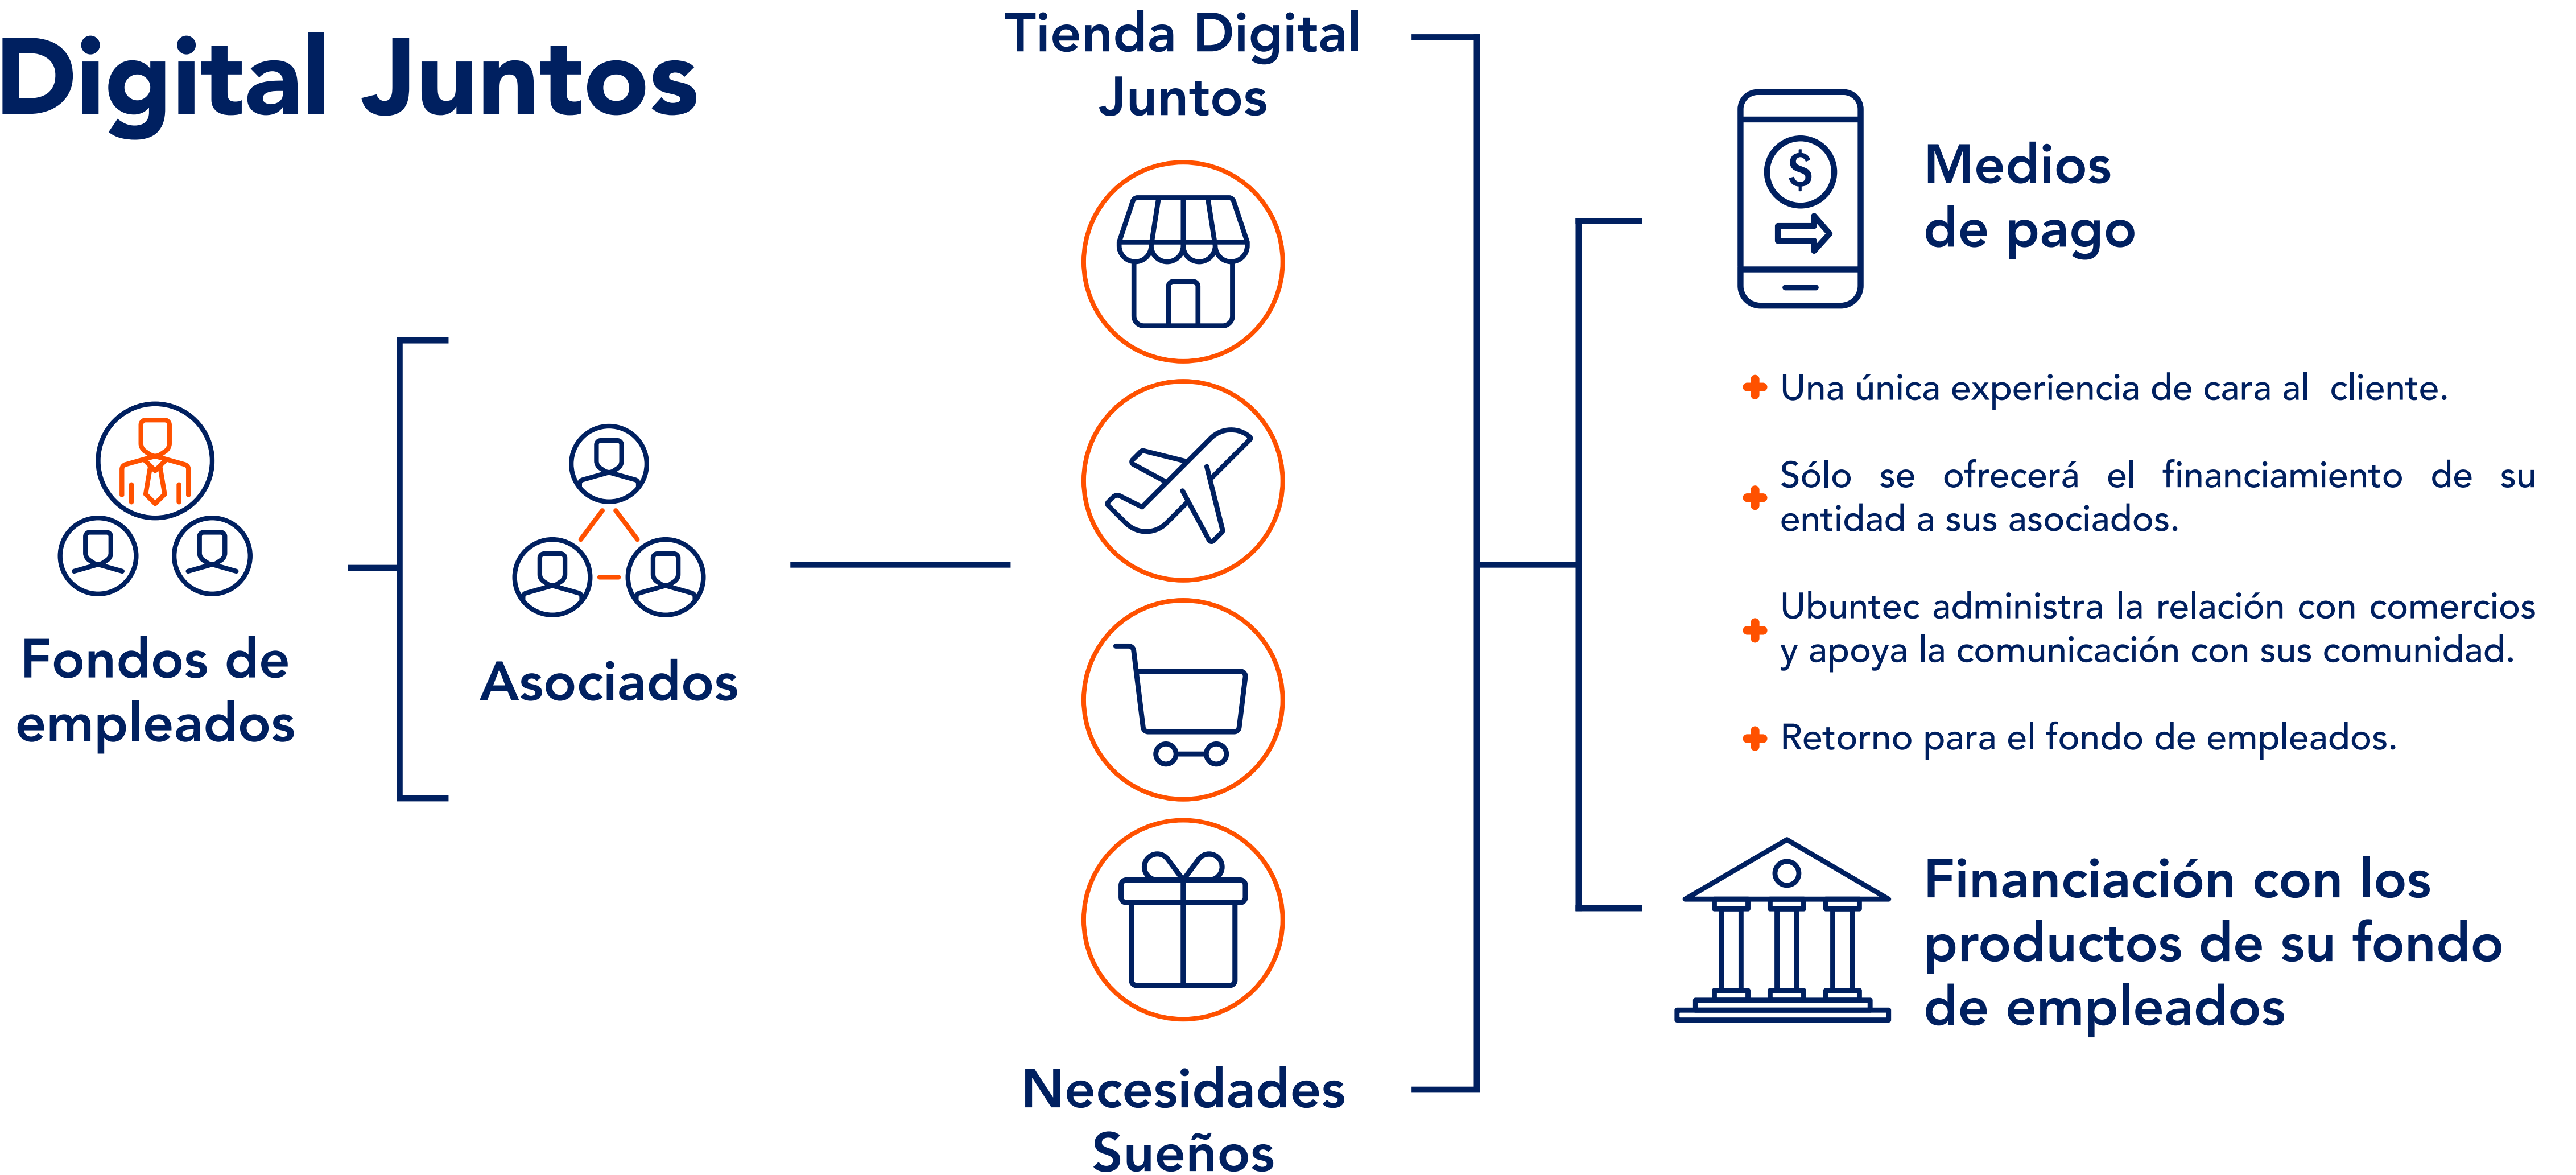 Digital Juntos
Fondos de
empleados
Asociados
Tienda Digital
Juntos
Necesidades
Sueños
$
Medios
de pago
Una única experiencia de cara al  cliente.
Sólo se ofrecerá el financiamiento de su
entidad a sus asociados.
Ubuntec administra la relación con comercios
y apoya la comunicación con sus comunidad.
Retorno para el fondo de empleados.
Financiación con los
productos de su fondo
de empleados